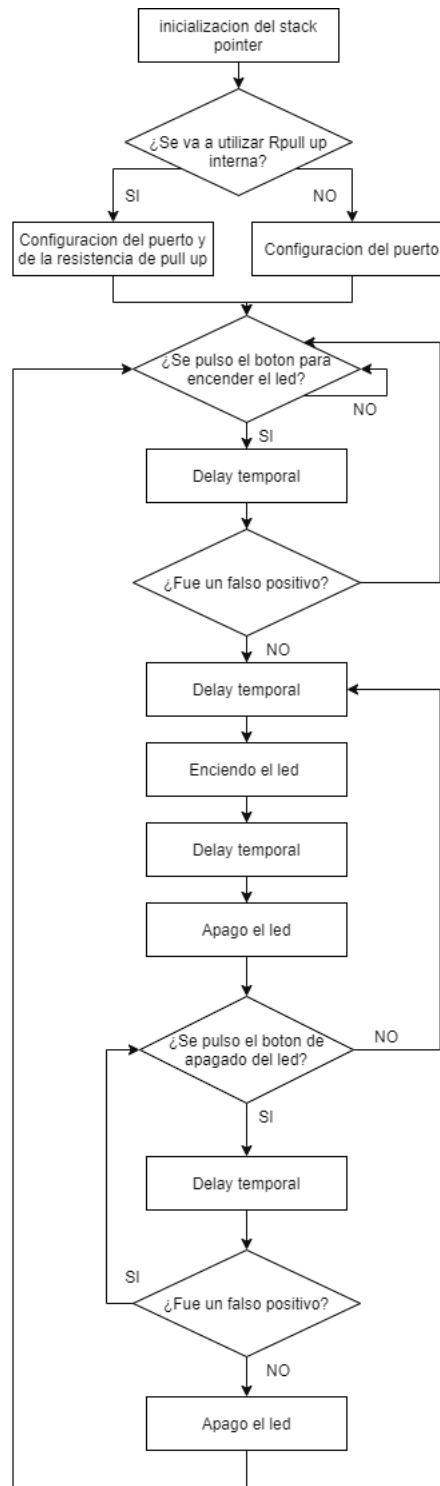 inicializacion del stack
pointer
¿Se va a utilizar Rpull up
interna?
SI
NO
Configuracion del puerto y
de la resistencia de pull up
Configuracion del puerto
¿Se pulso el boton para
encender el led?
NO
SI
Delay temporal
¿Fue un falso positivo?
NO
Delay temporal
Enciendo el led
Delay temporal
Apago el led
¿Se pulso el boton de
apagado del led?
NO
SI
Delay temporal
SI
¿Fue un falso positivo?
NO
Apago el led